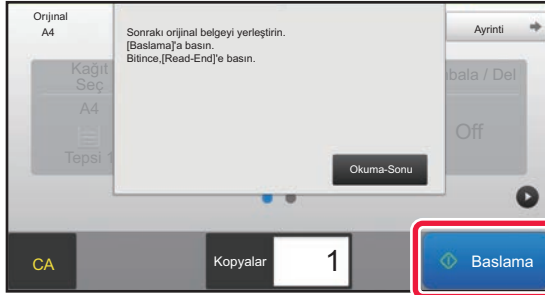 Orijinal
A4
Sonrakı orijinal belgeyi yerleştirin.
[Baslama]'a basın.
Bitince,[Read-End]'e basın.
Ayrinti
Kağıt
Seç
A4
Tepsi 1
ıbala / Del
Off
Okuma-Sonu
CA
Kopyalar
1
Baslama